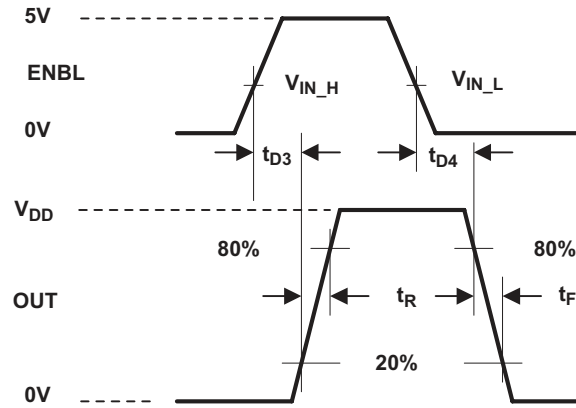 5V
ENBL
V_IN_H
V_IN_L
0V
t_D3
t_D4
V_DD
80%
80%
OUT
t_R
t_F
20%
0V